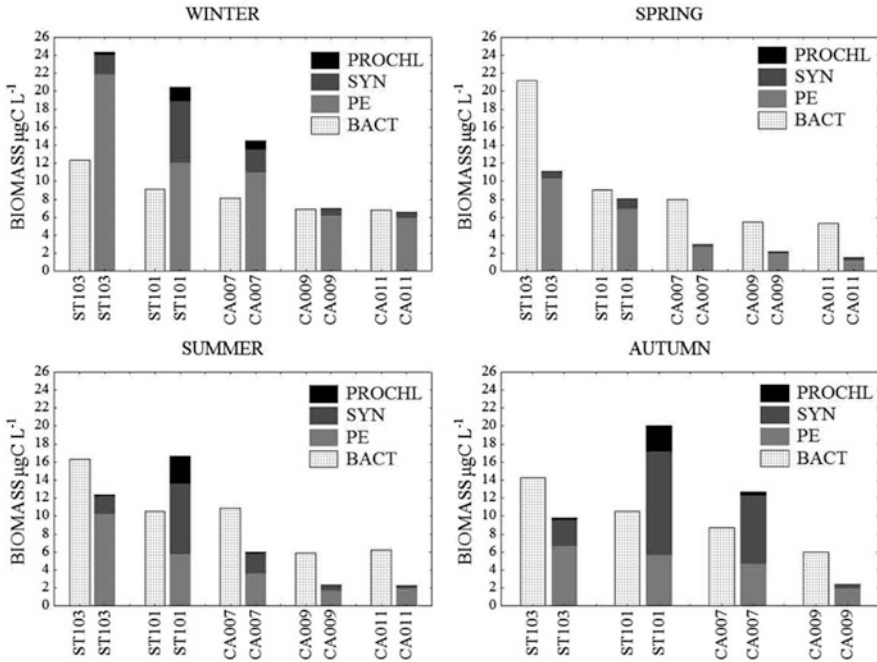 WINTER
BIOMASS µgC L-1
26
24
22
20
18
16
14
12
10
8
6
4
2
0
PROCHL
SYN
PE
BACT
ST103
ST103
ST101
ST101
CA007
CA007
CA009
CA009
CA011
CA011
SPRING
BIOMASS µgC L-1
26
24
22
20
18
16
14
12
10
8
6
4
2
0
PROCHL
SYN
PE
BACT
ST103
ST103
ST101
ST101
CA007
CA007
CA009
CA009
CA011
CA011
SUMMER
BIOMASS µgC L-1
26
24
22
20
18
16
14
12
10
8
6
4
2
0
PROCHL
SYN
PE
BACT
ST103
ST103
ST101
ST101
CA007
CA007
CA009
CA009
CA011
CA011
AUTUMN
BIOMASS µgC L-1
26
24
22
20
18
16
14
12
10
8
6
4
2
0
PROCHL
SYN
PE
BACT
ST103
ST103
ST101
ST101
CA007
CA007
CA009
CA009